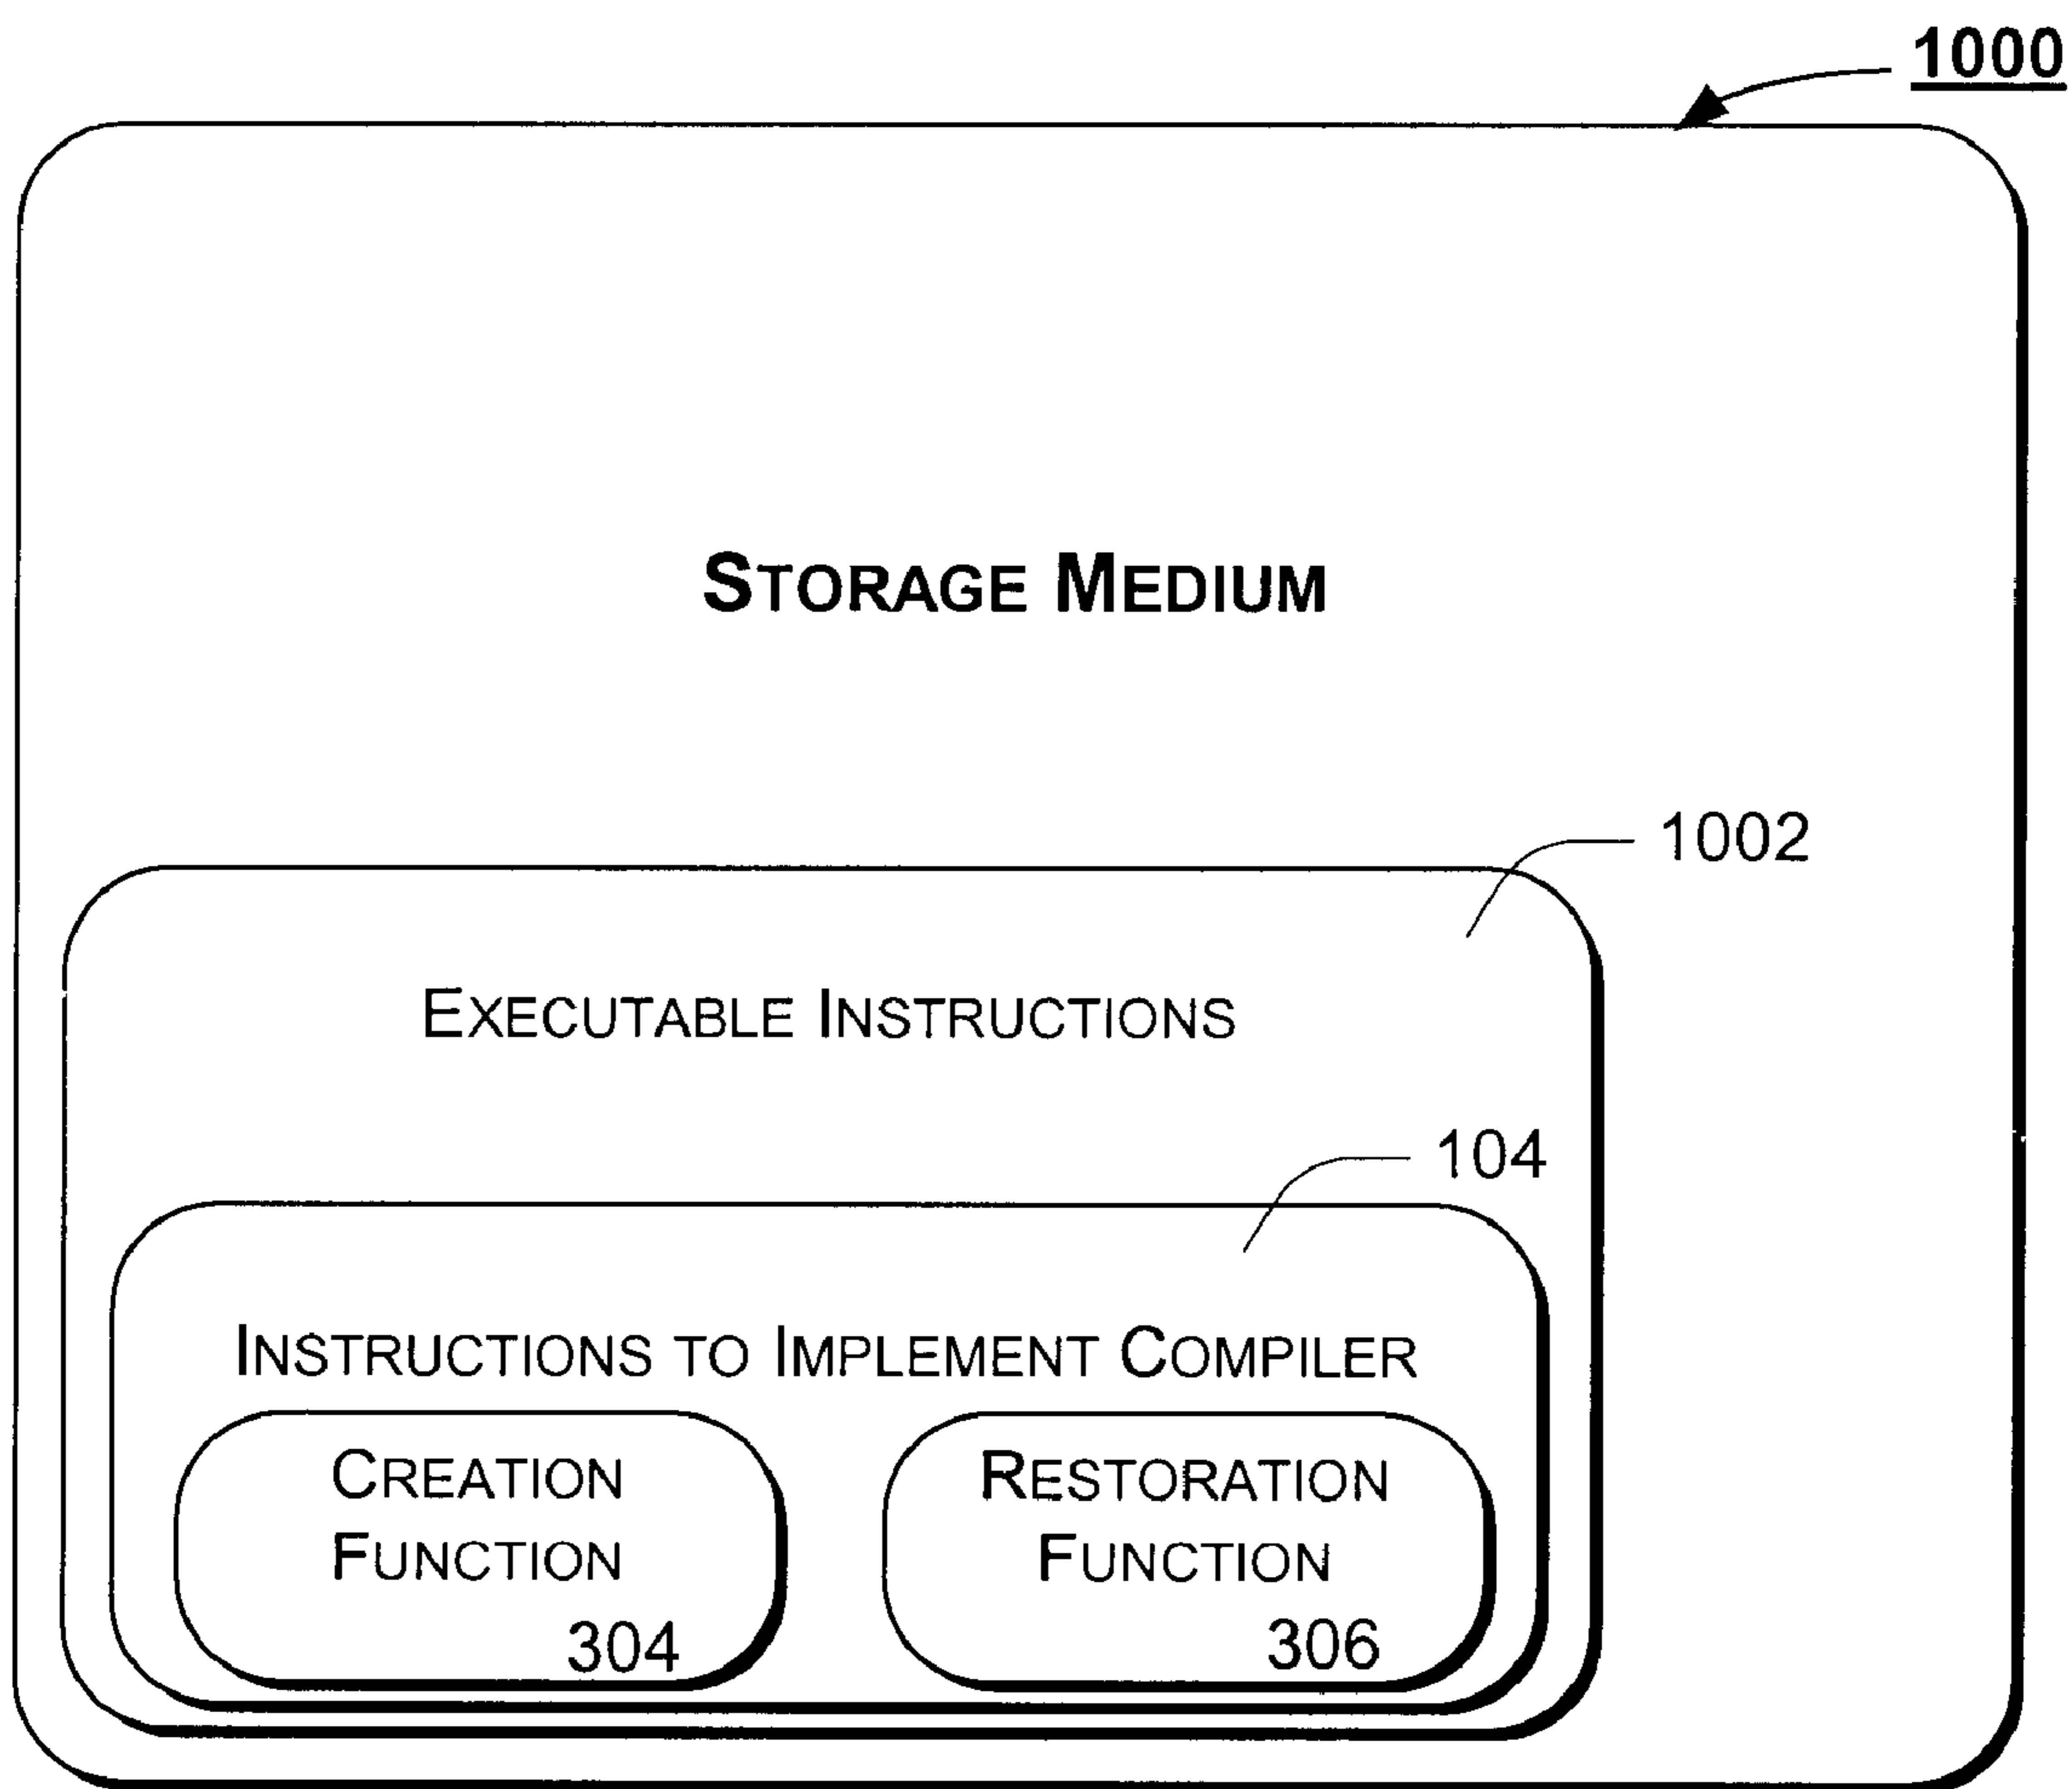 1000
STORAGE MEDIUM
1002
EXECUTABLE INSTRUCTIONS
104
INSTRUCTIONS TO IMPLEMENT COMPILER
CREATION
FUNCTION
304
RESTORATION
FUNCTION
306